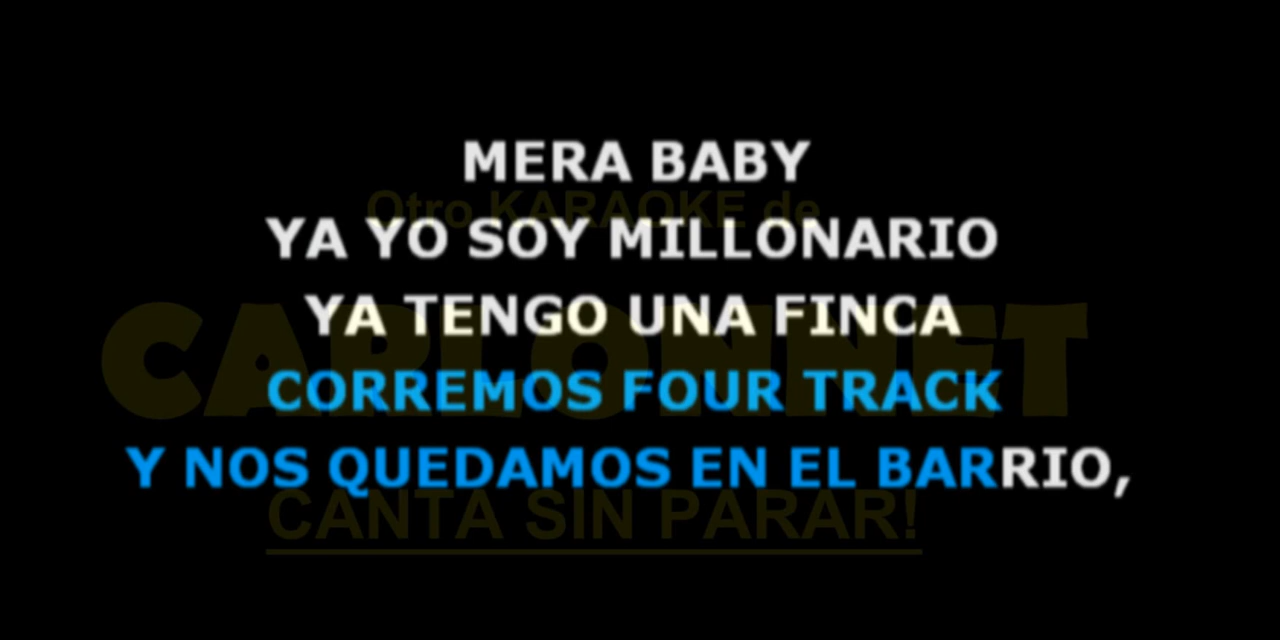 MERA BABY
Otro KARAOKE de
YA YO SOY MILLONARIO
YA TENGO UNA FINCA
CARLONNET
CORREMOS FOUR TRACK
Y NOS QUEDAMOS EN EL BARRIO,
CANTA SIN PARAR!